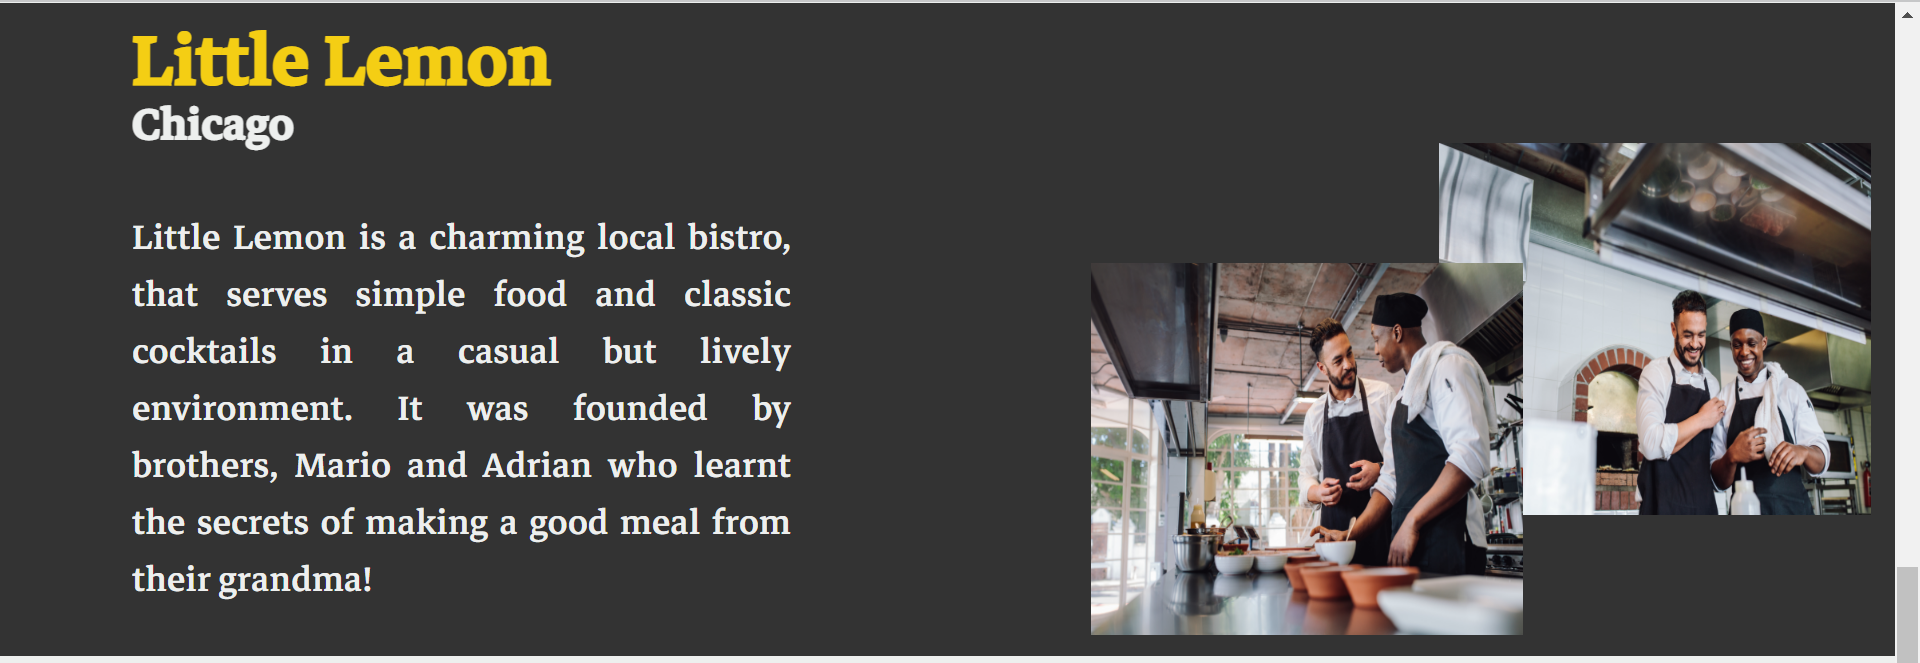 Little Lemon
Chicago
Little Lemon is a charming local bistro,
that serves simple food and classic
cocktails in a casual but lively
environment. It was founded by
brothers, Mario and Adrian who learnt
the secrets of making a good meal from
their grandma!